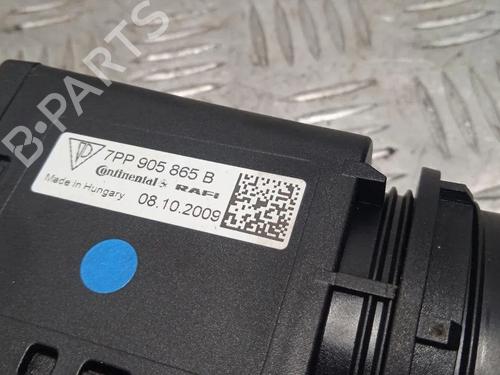 B-PARTS
7PP 905 865 B
Continental & RAFI
Made in Hungary
08.10.2009